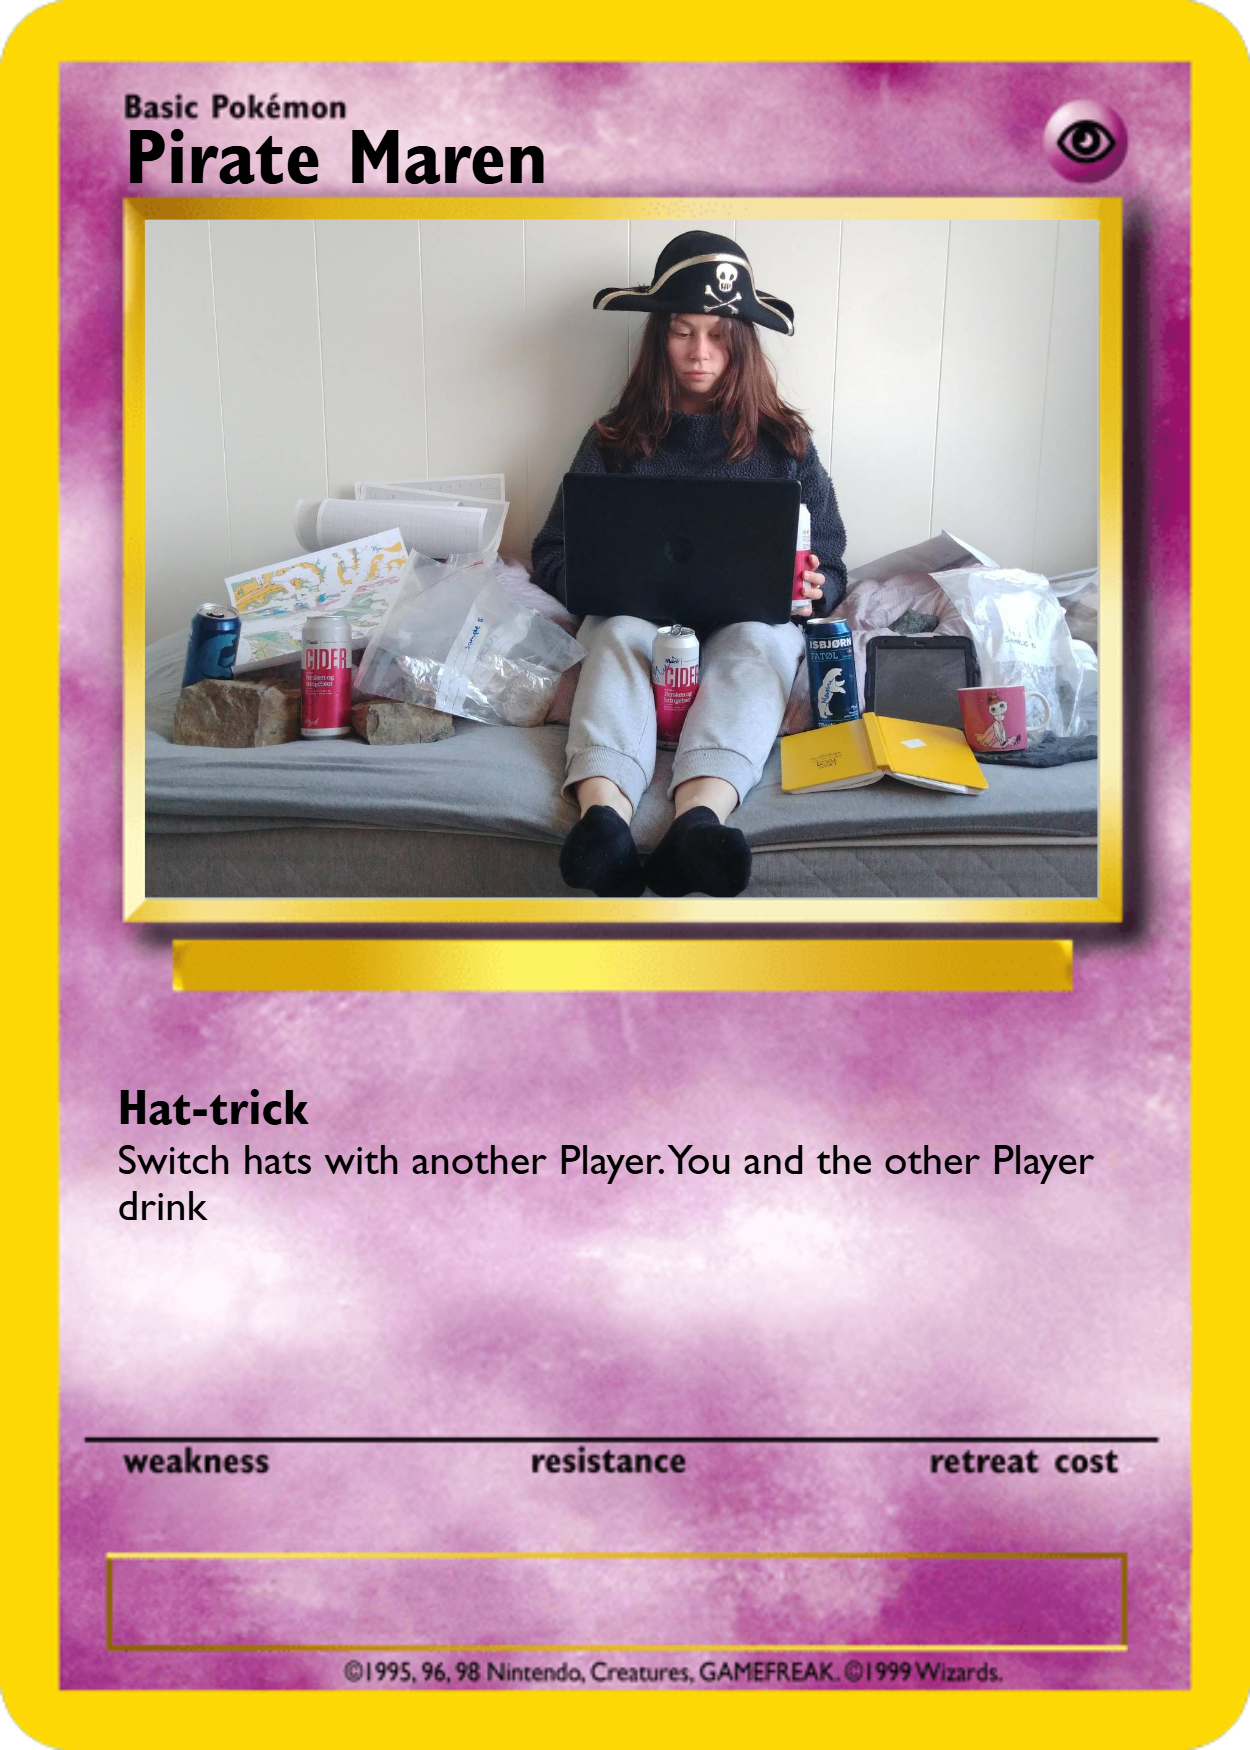 Basic Pokémon
Pirate Maren
CIDER
CIDER
ISBJØRN
FATØL
Hat-trick
Switch hats with another Player. You and the other Player
drink
weakness
resistance
retreat cost
©1995, 96, 98 Nintendo, Creatures, GAMEFREAK. ©1999 Wizards.